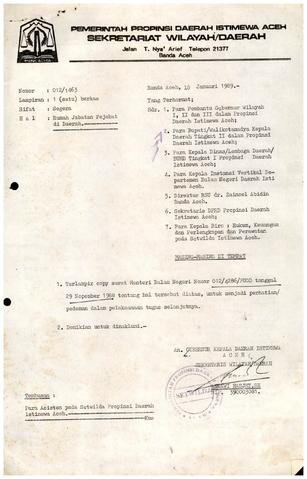 PEMERINTAH PROPINSI DAERAH ISTIMEWA ACEH
SEKRETARIAT WILAYAH/DAERAH
Jalan T. Nya' Arief Telepon 21377
Banda Aceh
PANCACITA
Nomor : 012/1463
Lampiran : 1 (satu) berkas
Sifat : Segera
H a l : Rumah Jabatan Pejabat
di Daerah.
Banda Aceh, 10 Januari 1989.-
Yang Terhormat:
Sdr. 1. Para Pembantu Gubernur Wilayah
I, II dan III dalam Propinsi
Daerah Istimewa Aceh;
2. Para Bupati/Walikotamadya Kepala
Daerah Tingkat II dalam Propinsi
Daerah Istimewa Aceh;
3. Para Kepala Dinas/Lembaga Daerah/
BUMD Tingkat I Propinsi Daerah
Istimewa Aceh;
4. Para Kepala Instansi Vertikal De-
partemen Dalam Negeri Daerah Isti
mewa Aceh;
5. Direktur RSU dr. Zainoel Abidin
Banda Aceh;
6. Sekretaris DPRD Propinsi Daerah
Istimewa Aceh;
7. Para Kepala Biro : Hukum, Keuangan
dan Perlengkapan dan Perawatan
pada Setwilda Istimewa Aceh.
MASING-MASING DI TEMPAT
1. Terlampir copy surat Menteri Dalam Negeri Nomor 012/4286/PUOD tanggal
29 Nopember 1988 tentang hal tersebut diatas, untuk menjadi perhatian/
pedoman dalam pelaksanaan tugas selanjutnya.
2. Demikian untuk dimaklumi.-
An. GUBERNUR KEPALA DAERAH ISTIMEWA
A C E H ,
SEKRETARIS WILAYAH/DAERAH
SETWILDA
390003081.
Tembusan :
Para Asisten pada Setwilda Propinsi Daerah
Istimewa Aceh.